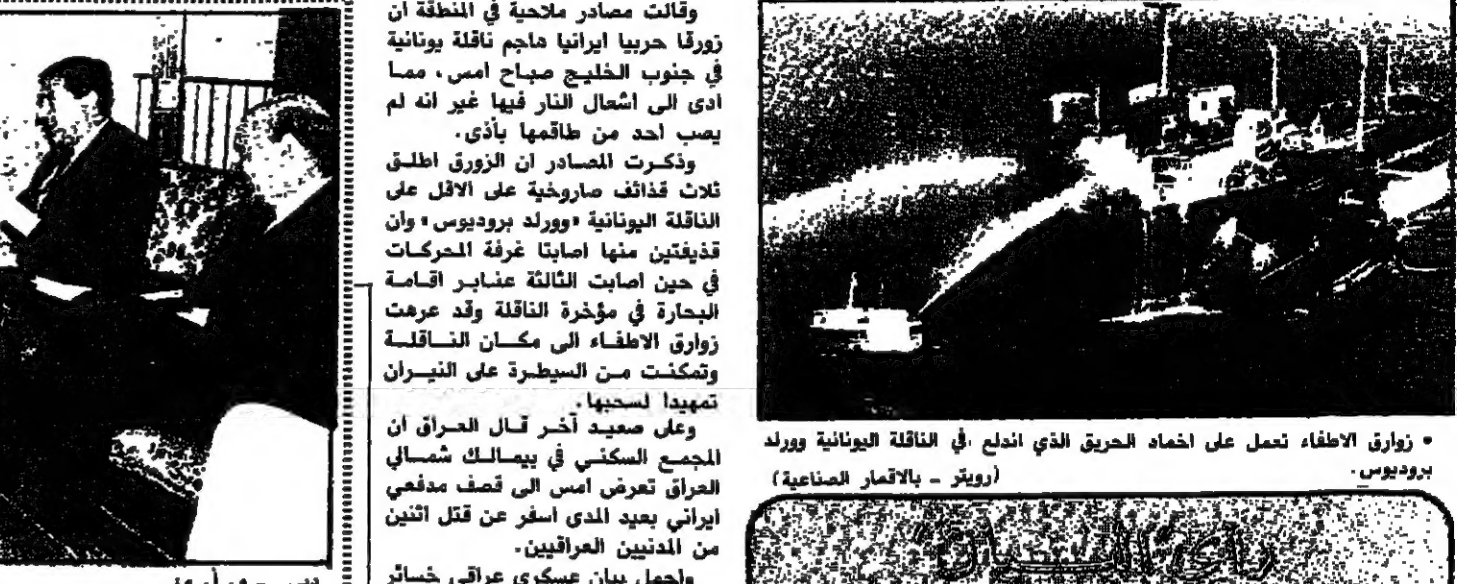 وقالت مصادر ملاحية في المنطقة ان
زورقا حربيا ايرانيا هاجم ناقلة يونانية
في جنوب الخليج صباح امس، مما
ادى الى اشعال النار فيها غير انه لم
يصب احد من طاقمها بأذى.
وذكرت المصادر ان الزورق اطلق
ثلاث قذائف صاروخية على الاقل على
الناقلة اليونانية «وورلد بروديوس» وان
قذيفتين منها اصابتا غرفة المحركات
في حين اصابت الثالثة عنابر اقامة
البحارة في مؤخرة الناقلة وقد عرهت
زوارق الاطفاء الى مكان الناقلة
وتمكنت من السيطرة على النيران
تمهيدا لسحبها.
وعلى صعيد آخر قال العراق ان
المجمع السكني في بيمالك شمالي
العراق تعرض امس الى قصف مدفعي
ايراني بعيد المدى اسفر عن قتل اثنين
من المدنيين العراقيين.
واجمل بيان عسكري عراقي خسائر
• زوارق الاطفاء تعمل على اخماد الحريق الذي اندلع في الناقلة اليونانية وورلد
بروديوس. (رويتر - بالاقمار الصناعية)